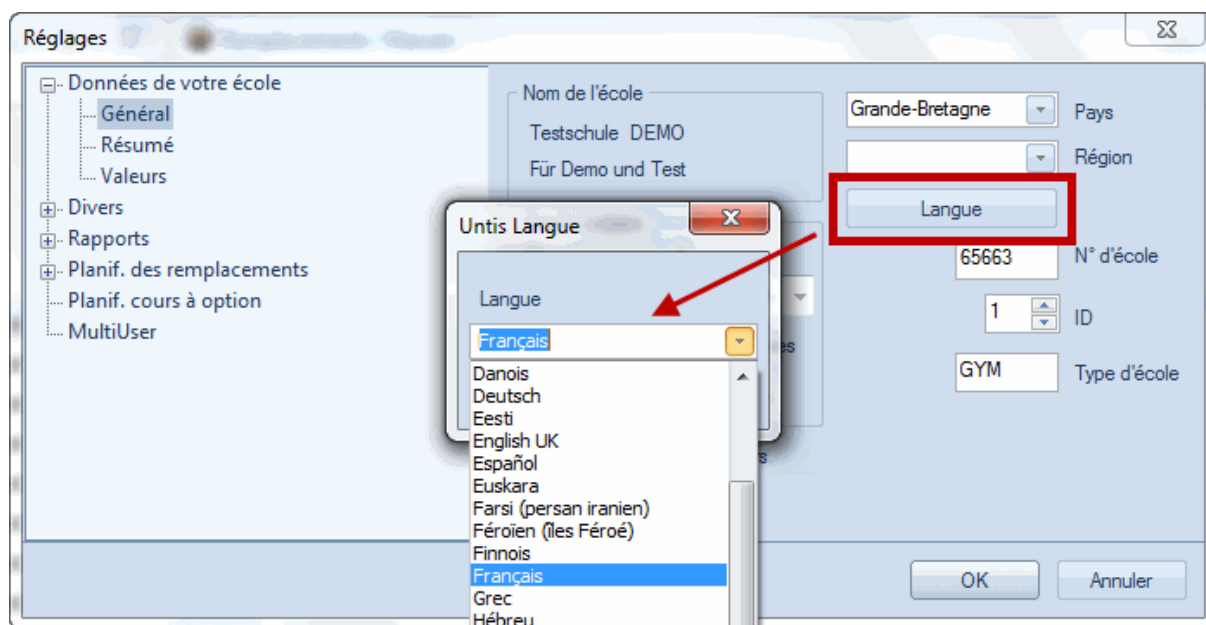 Réglages
Données de votre école
Général
Résumé
Valeurs
Divers
Rapports
Planif. des remplacements
Planif. cours à option
MultiUser
Nom de l'école
Testschule DEMO
Für Demo und Test
Grande-Bretagne
Pays
Région
Langue
65663
N° d'école
1
ID
GYM
Type d'école
Untis Langue
Langue
Français
Danois
Deutsch
Eesti
English UK
Español
Euskara
Farsi (persan iranien)
Féroïen (îles Féroé)
Finnois
Français
Grec
Hébreu
OK
Annuler